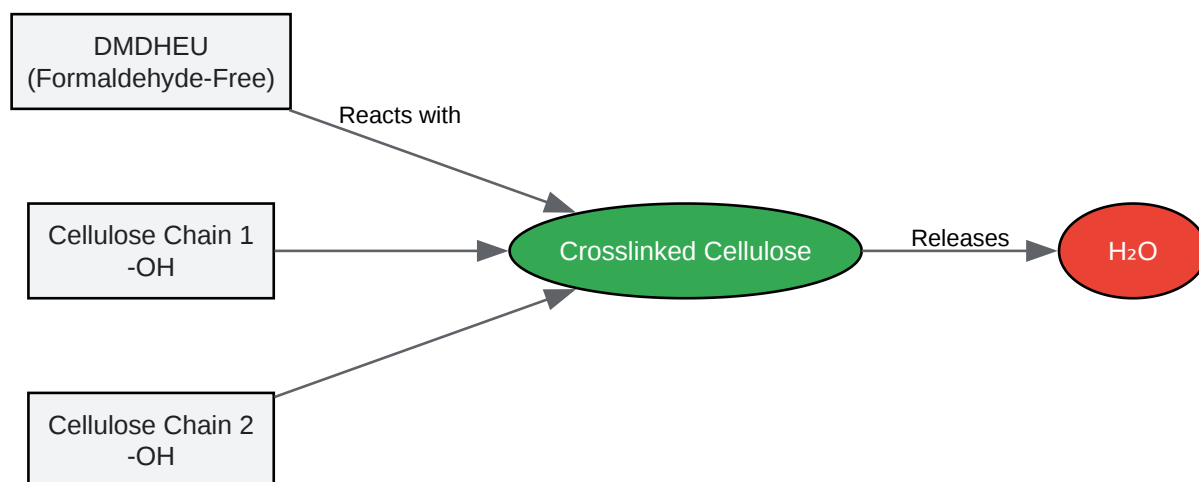 DMDHEU
(Formaldehyde-Free)
Reacts with
Cellulose Chain 1
-OH
Crosslinked Cellulose
Releases
H₂O
Cellulose Chain 2
-OH